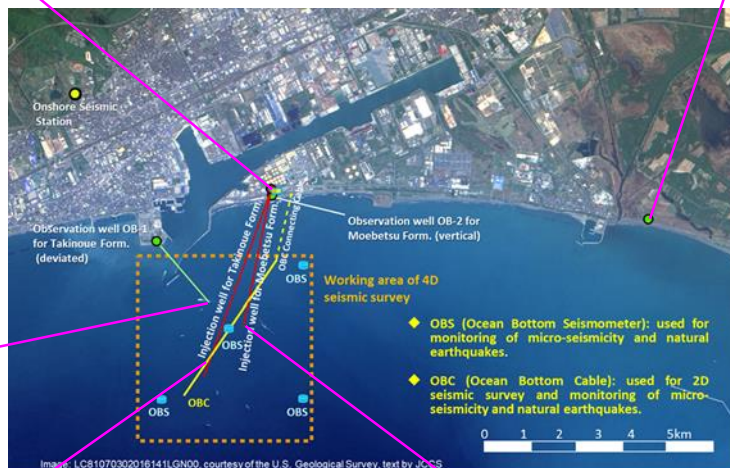 Onshore Seismic
Station
Observation well OB-1
for Takinoue Form.
(deviated)
Injection well for Takinoue Form.
Injection well for Moebetsu Form.
OBC Connecting Cable
Observation well OB-2 for
Moebetsu Form. (vertical)
OBS
Working area of 4D
seismic survey
OBS
OBC
OBS
OBS
◆ OBS (Ocean Bottom Seismometer): used for
monitoring of micro-seismicity and natural
earthquakes.
◆ OBC (Ocean Bottom Cable): used for 2D
seismic survey and monitoring of micro-
seismicity and natural earthquakes.
0 1 2 3 4 5km
Image: LC81070302016141LGN00, courtesy of the U.S. Geological Survey, text by JCCS